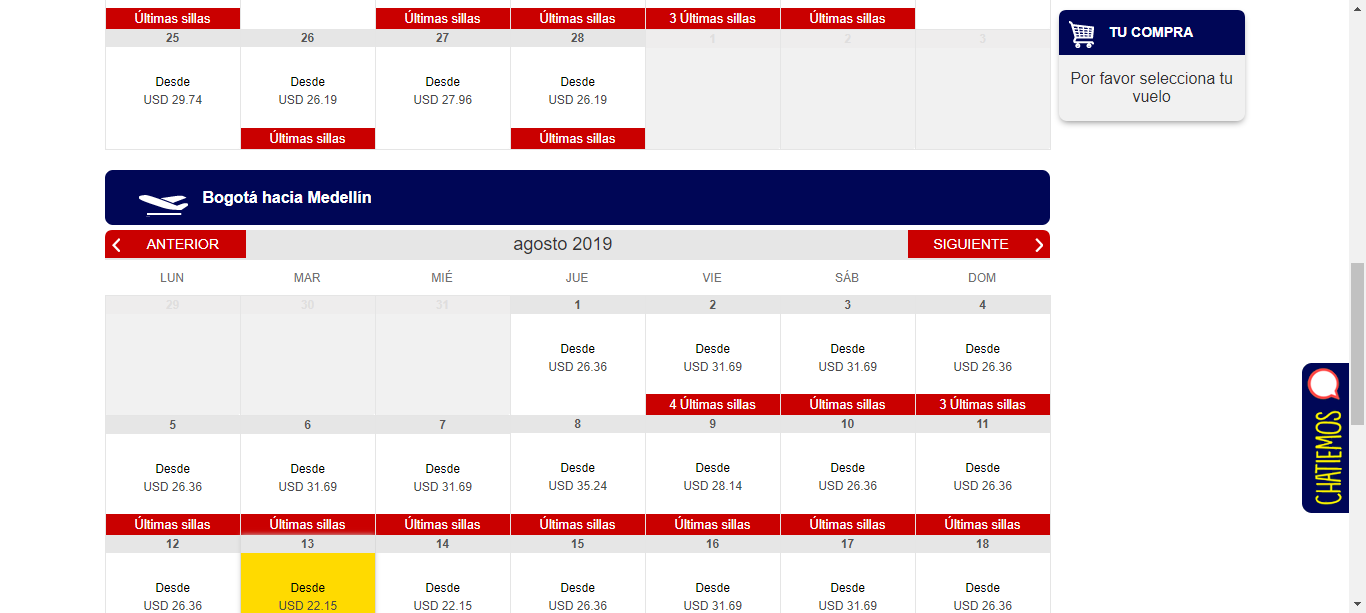 Últimas sillas Últimas sillas Últimas sillas 3 Últimas sillas Últimas sillas
25 26 27 28 1 2 3
Desde Desde Desde Desde
USD 29.74 USD 26.19 USD 27.96 USD 26.19
Últimas sillas Últimas sillas
TU COMPRA
Por favor selecciona tu
vuelo
Bogotá hacia Medellín
ANTERIOR agosto 2019 SIGUIENTE
LUN MAR MIÉ JUE VIE SÁB DOM
29 30 31 1 2 3 4
Desde Desde Desde Desde
USD 26.36 USD 31.69 USD 31.69 USD 26.36
4 Últimas sillas Últimas sillas 3 Últimas sillas
5 6 7 8 9 10 11
Desde Desde Desde Desde Desde Desde Desde
USD 26.36 USD 31.69 USD 31.69 USD 35.24 USD 28.14 USD 26.36 USD 26.36
Últimas sillas Últimas sillas Últimas sillas Últimas sillas Últimas sillas Últimas sillas Últimas sillas
12 13 14 15 16 17 18
Desde Desde Desde Desde Desde Desde Desde
USD 26.36 USD 22.15 USD 22.15 USD 26.36 USD 31.69 USD 31.69 USD 26.36
CHATIEMOS